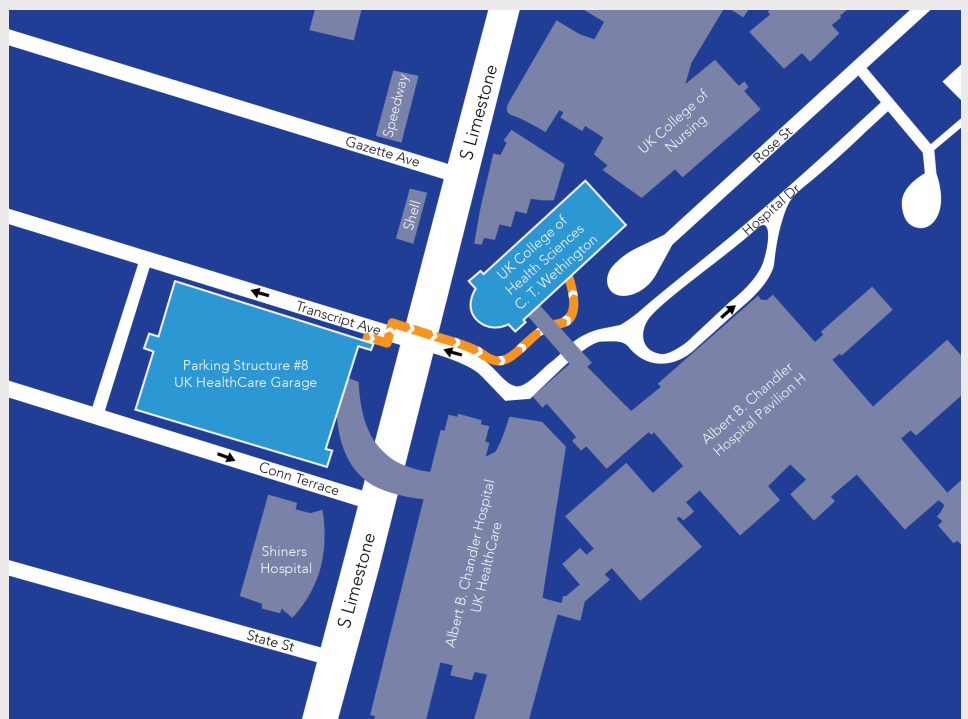 Speedway
S Limestone
Gazette Ave
UK College of
Nursing
Rose St
Shell
Hospital Dr
UK College of
Health Sciences
C. T. Wethington
Transcript Ave
Parking Structure #8
UK HealthCare Garage
Albert B. Chandler
Hospital Pavilion H
Conn Terrace
Albert B. Chandler Hospital
UK HealthCare
Shiners
Hospital
S Limestone
State St